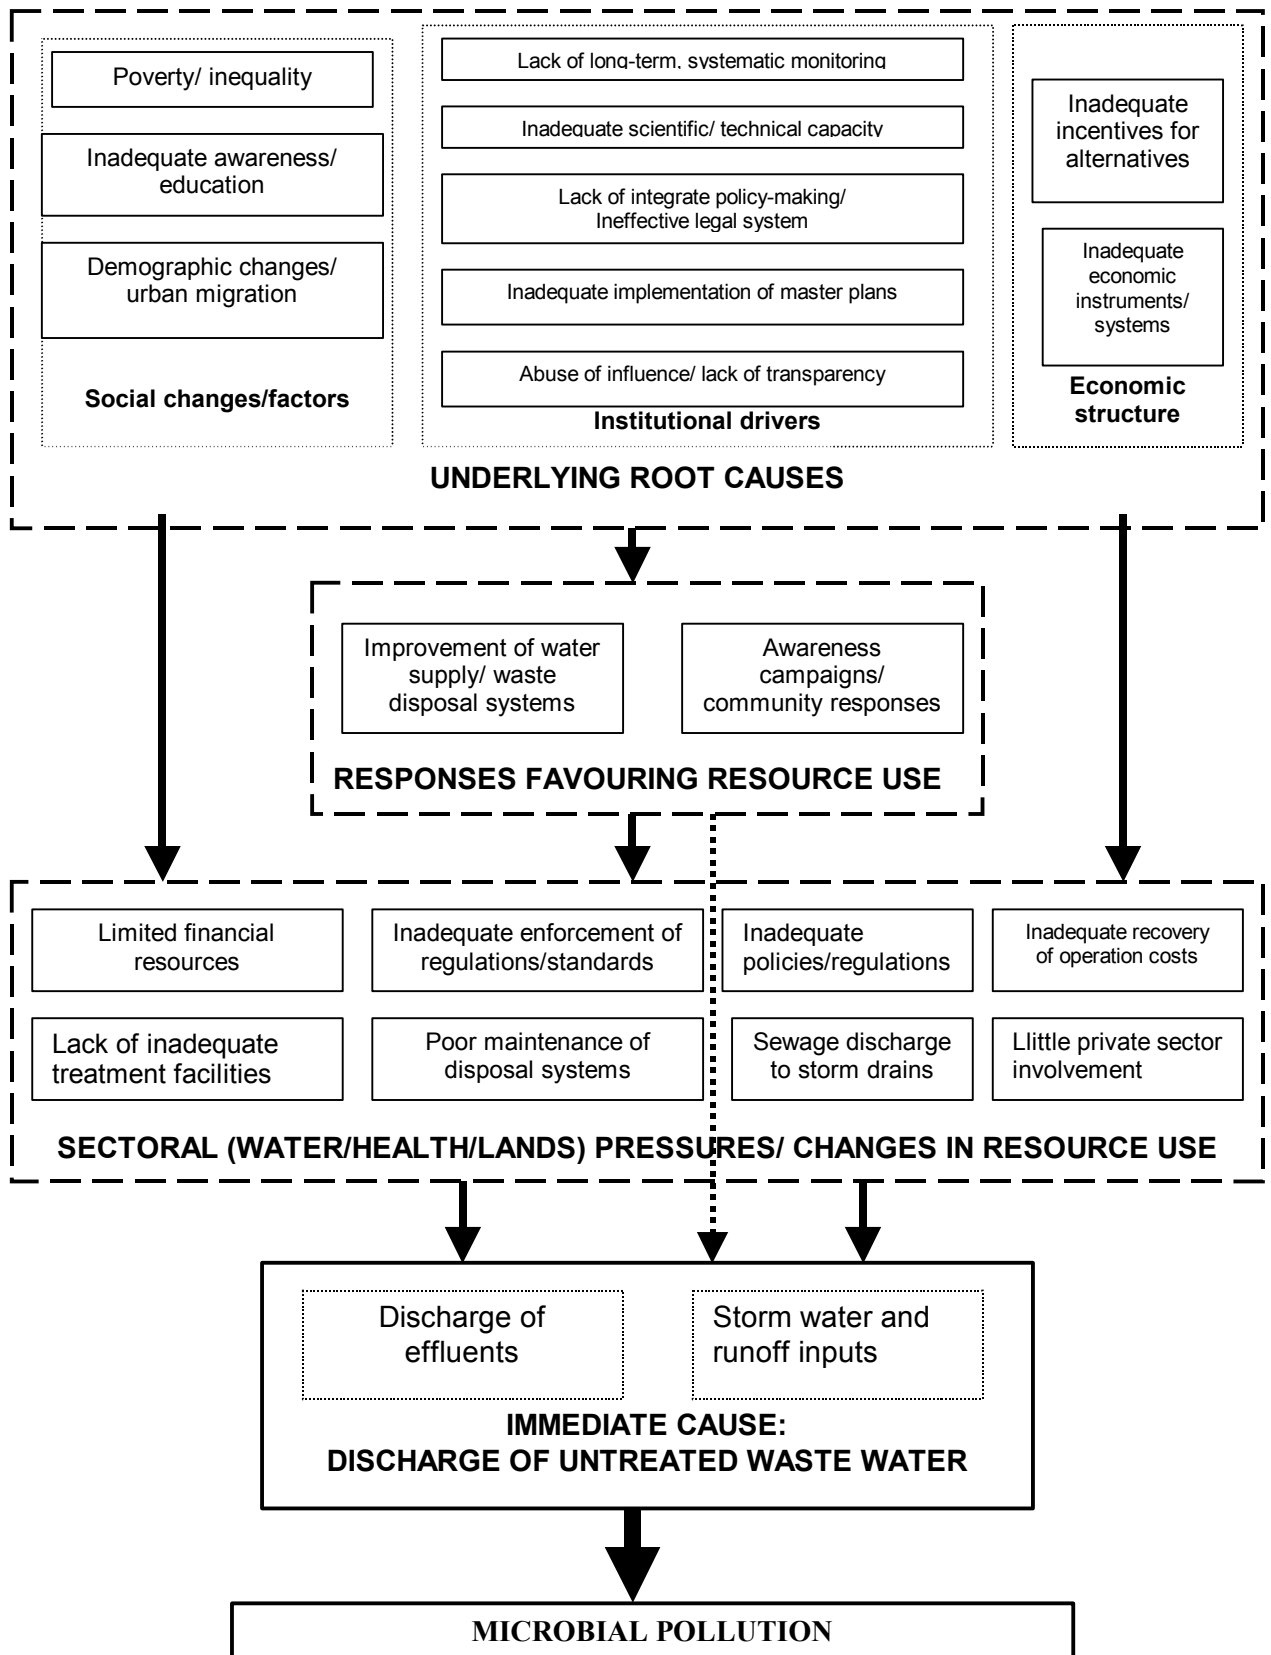 Poverty/ inequality
Inadequate awareness/
education
Demographic changes/
urban migration
Social changes/factors
Lack of long-term, systematic monitoring
Inadequate scientific/ technical capacity
Lack of integrate policy-making/
Ineffective legal system
Inadequate implementation of master plans
Abuse of influence/ lack of transparency
Institutional drivers
Inadequate
incentives for
alternatives
Inadequate
economic
instruments/
systems
Economic
structure
UNDERLYING ROOT CAUSES
Improvement of water
supply/ waste
disposal systems
Awareness
campaigns/
community responses
RESPONSES FAVOURING RESOURCE USE
Limited financial
resources
Inadequate enforcement of
regulations/standards
Inadequate
policies/regulations
Inadequate recovery
of operation costs
Lack of inadequate
treatment facilities
Poor maintenance of
disposal systems
Sewage discharge
to storm drains
Llittle private sector
involvement
SECTORAL (WATER/HEALTH/LANDS) PRESSURES/ CHANGES IN RESOURCE USE
Discharge of
effluents
Storm water and
runoff inputs
IMMEDIATE CAUSE:
DISCHARGE OF UNTREATED WASTE WATER
MICROBIAL POLLUTION